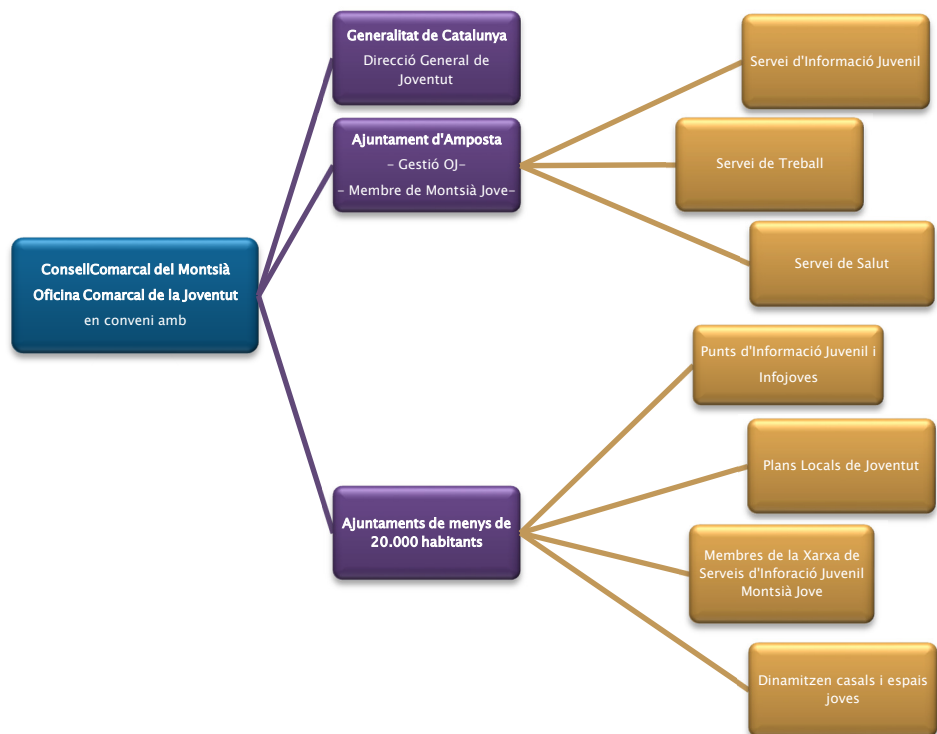 ConsellComarcal del Montsià
Oficina Comarcal de la Joventut
en conveni amb
Generalitat de Catalunya
Direcció General de
Joventut
Ajuntament d'Amposta
- Gestió OJ-
- Membre de Montsià Jove-
Servei d'Informació Juvenil
Servei de Treball
Servei de Salut
Ajuntaments de menys de
20.000 habitants
Punts d'Informació Juvenil i
Infojoves
Plans Locals de Joventut
Membres de la Xarxa de
Serveis d'Inforació Juvenil
Montsià Jove
Dinamitzen casals i espais
joves